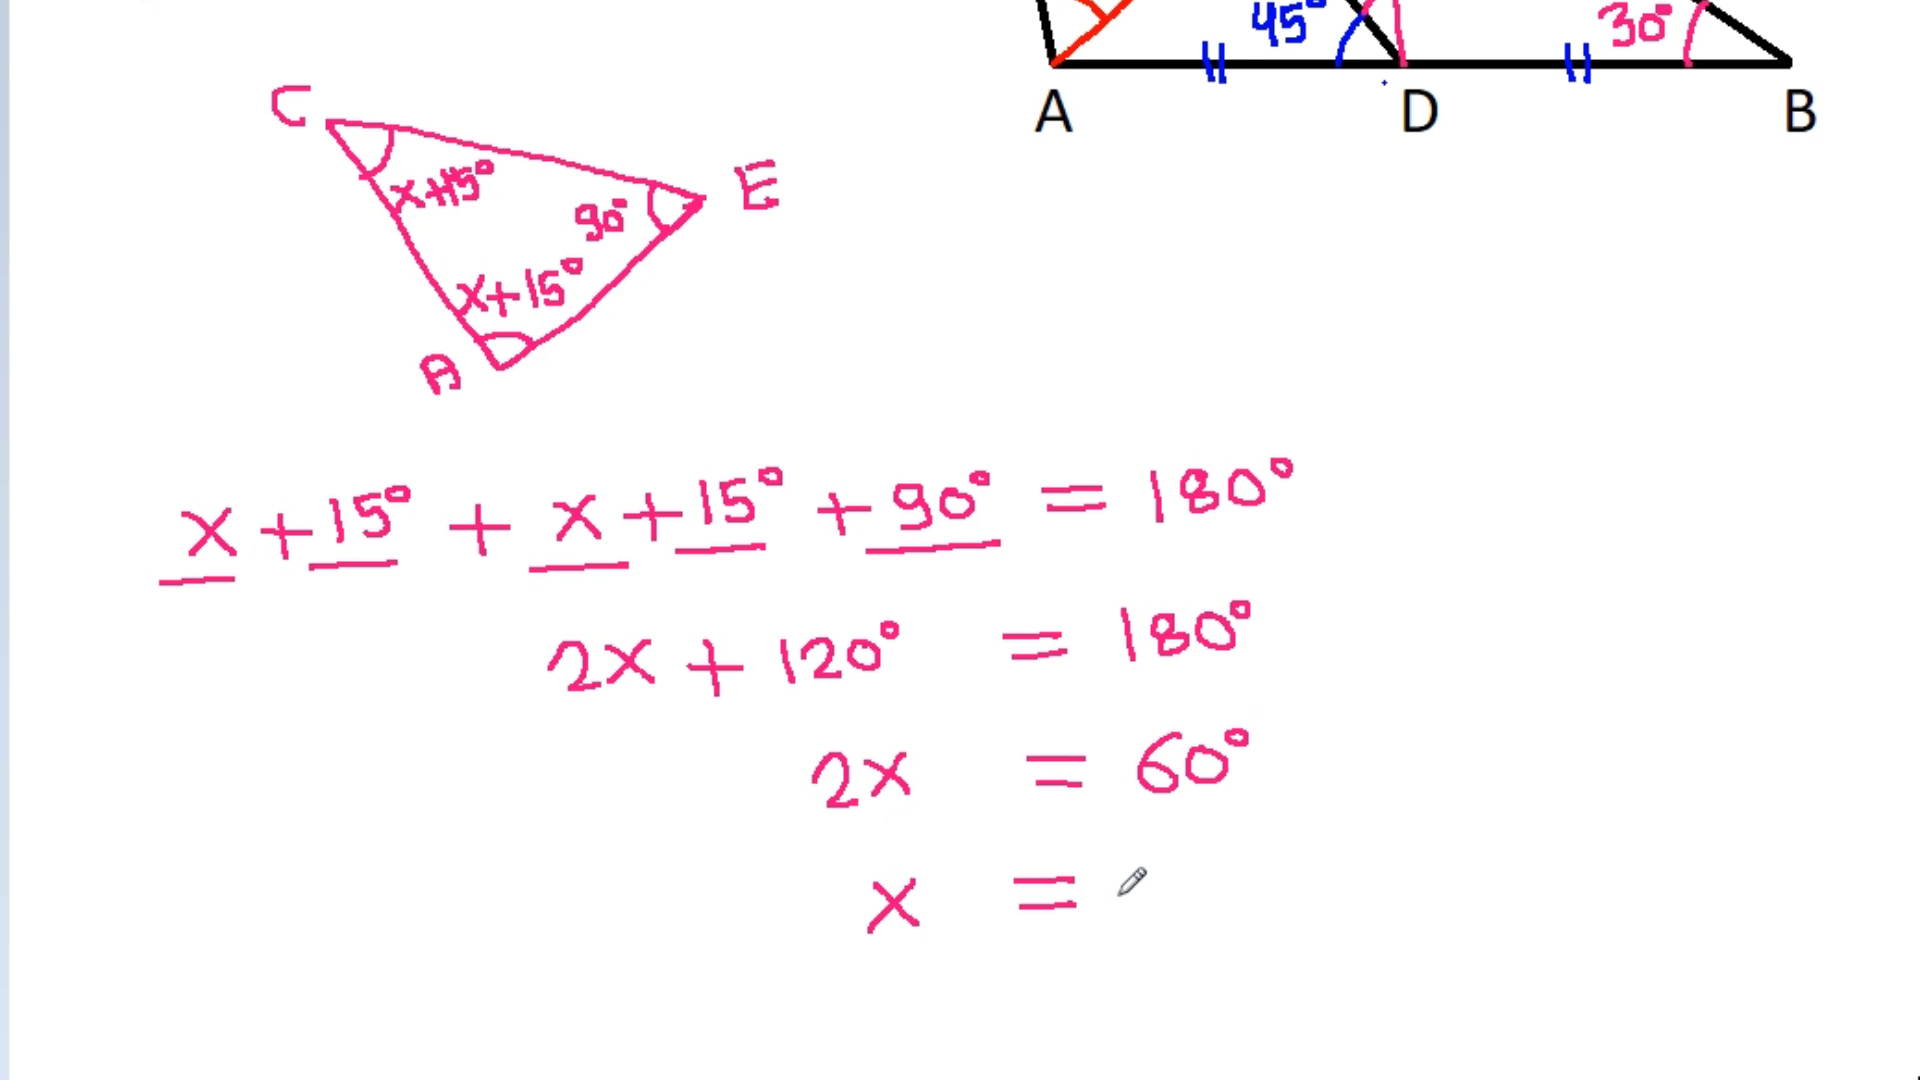 45° 30°
A D B
C
E
x+15°
90°
x+15°
A
x +15° + x +15° +90° = 180°
2x + 120° = 180°
2x = 60°
x =